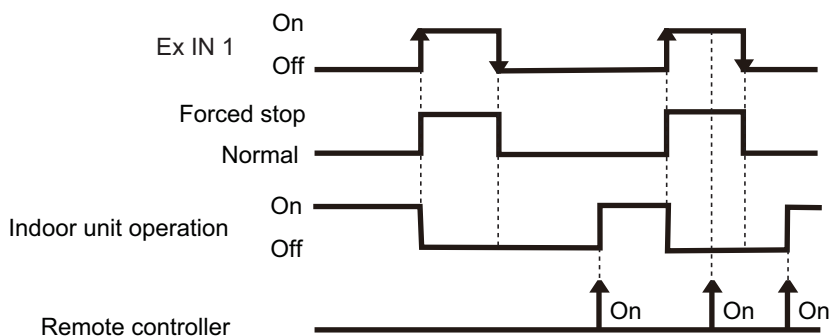 On
Ex IN 1
Off
Forced stop
Normal
On
Indoor unit operation
Off
On
On
On
Remote controller